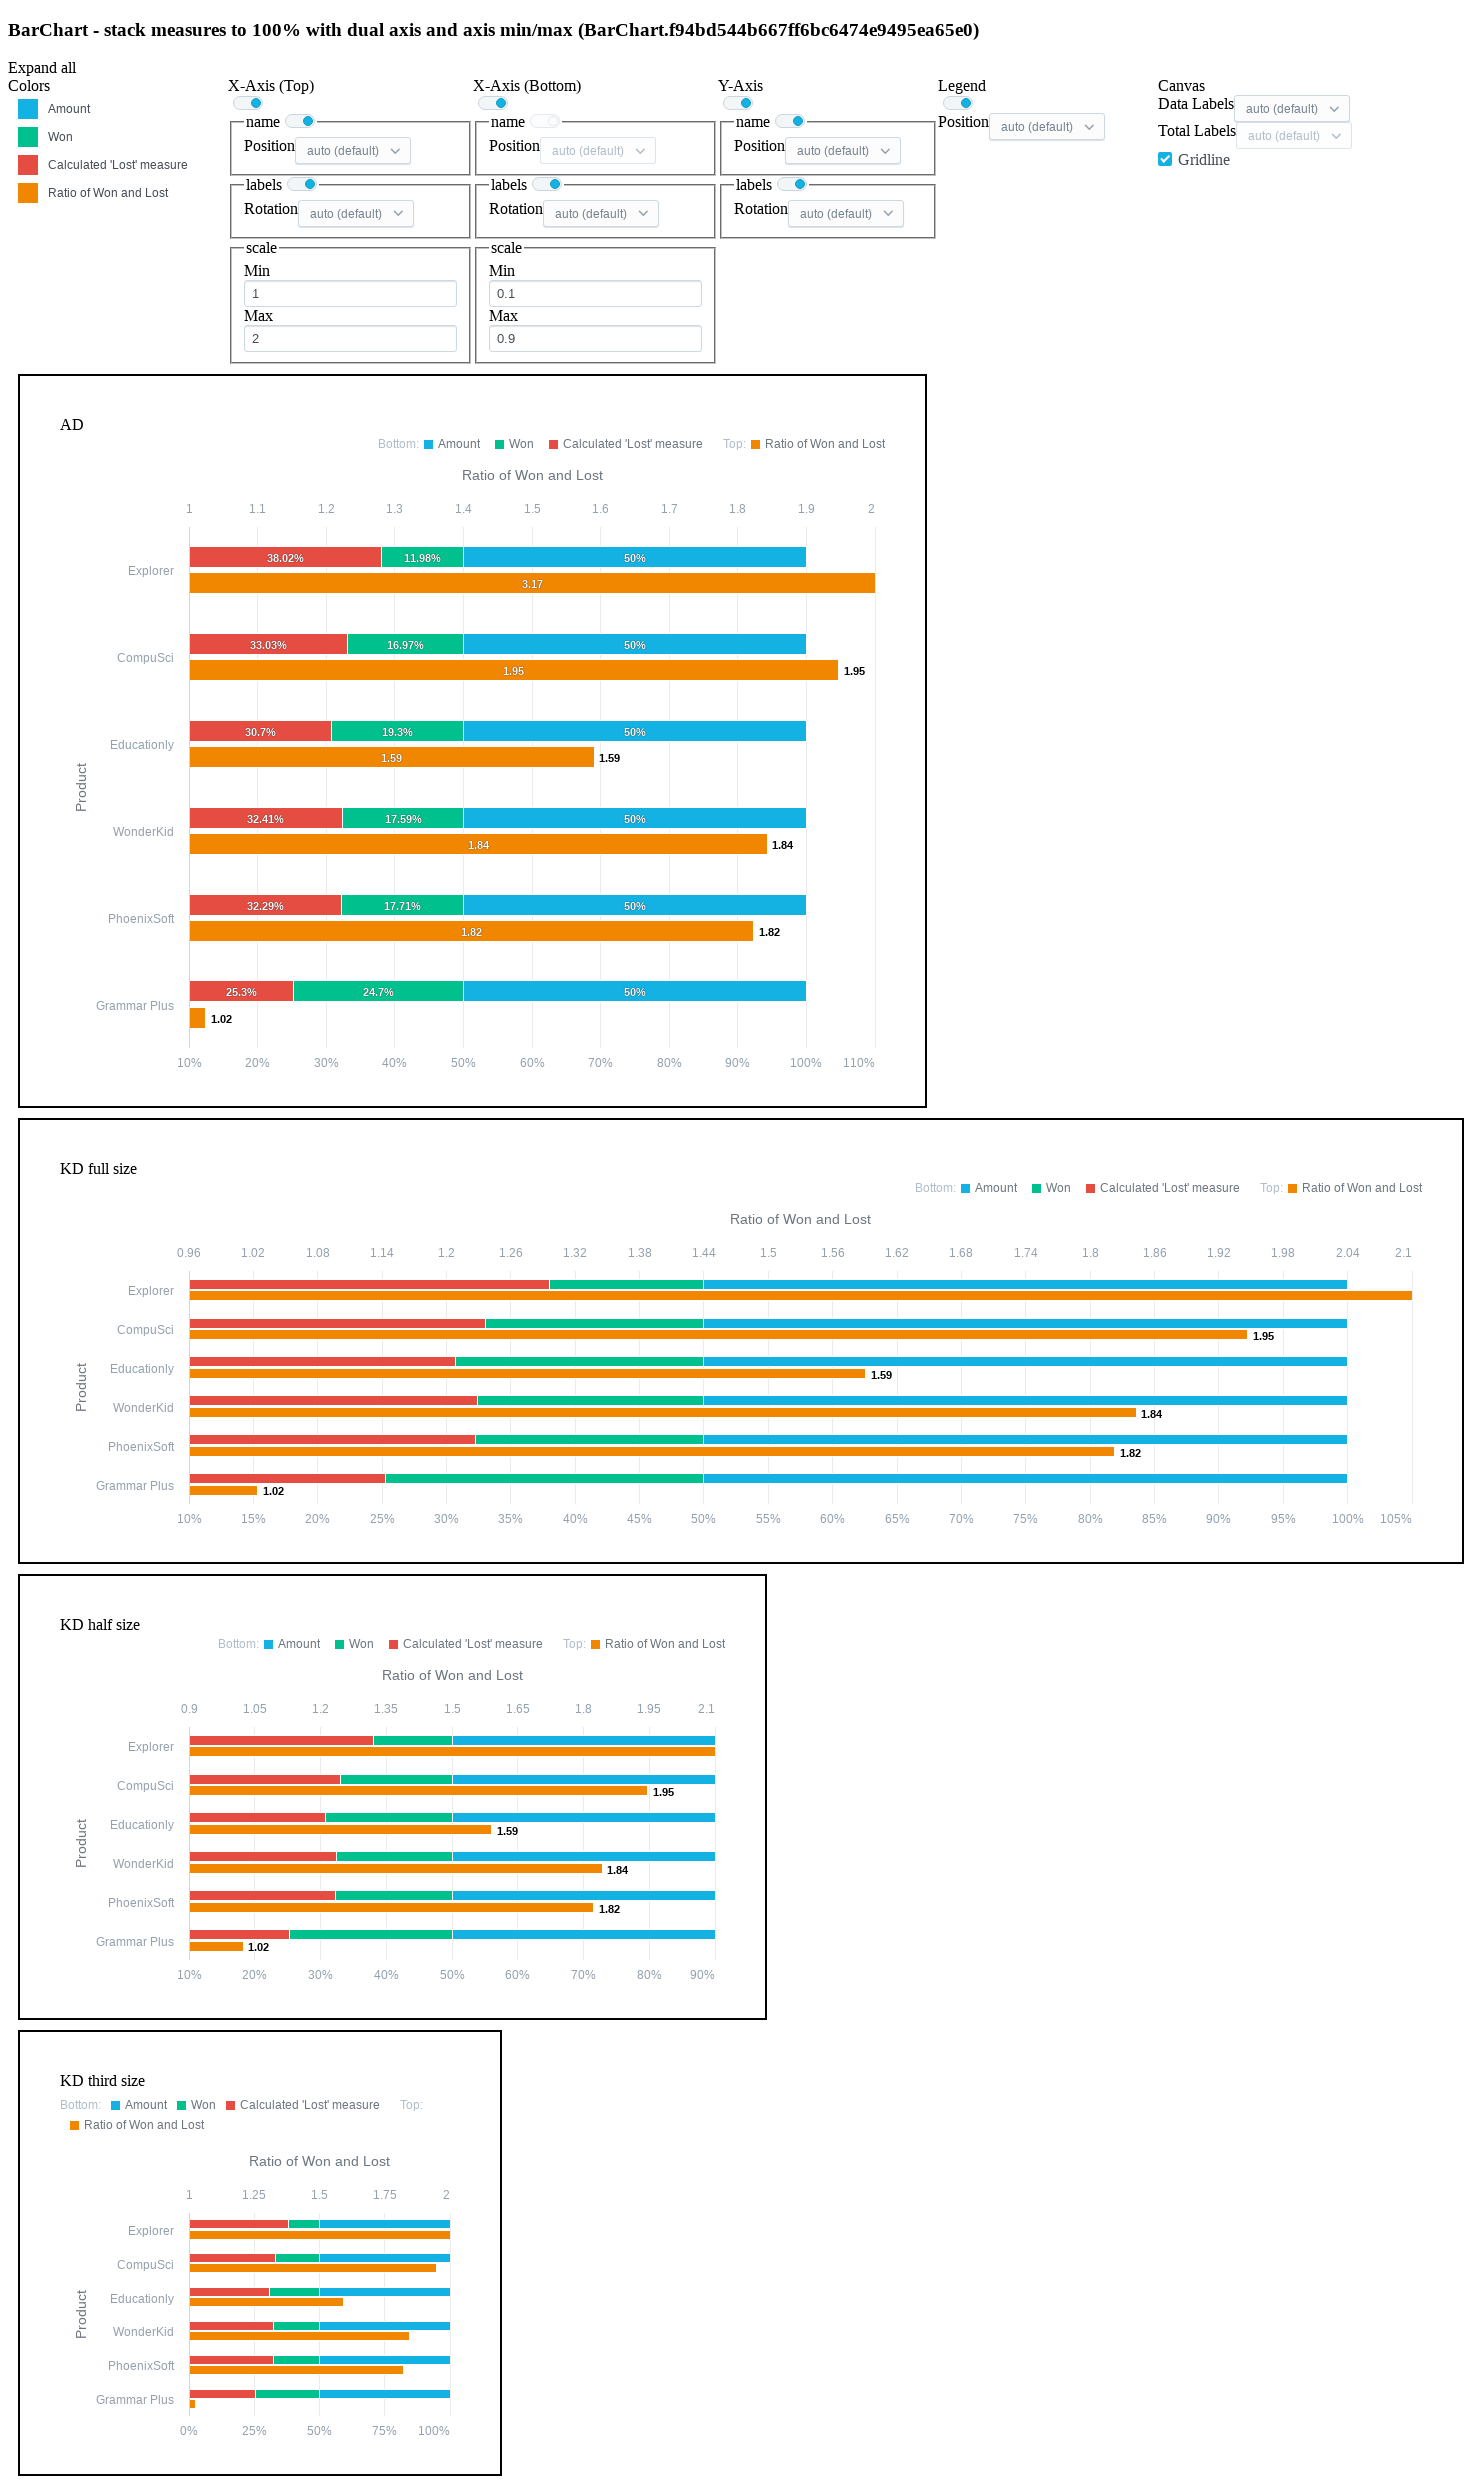 BarChart - stack measures to 100% with dual axis and axis min/max (BarChart.f94bd544b667ff6bc6474e9495ea65e0)
Expand all
Colors
Amount
Won
Calculated 'Lost' measure
Ratio of Won and Lost
X-Axis (Top)
name
Position auto (default)
labels
Rotation auto (default)
scale
Min
1
Max
2
X-Axis (Bottom)
name
Position auto (default)
labels
Rotation auto (default)
scale
Min
0.1
Max
0.9
Y-Axis
name
Position auto (default)
labels
Rotation auto (default)
Legend
Position auto (default)
Canvas
Data Labels auto (default)
Total Labels auto (default)
Gridline
AD
Bottom: Amount Won Calculated 'Lost' measure Top: Ratio of Won and Lost
Ratio of Won and Lost
1 1.1 1.2 1.3 1.4 1.5 1.6 1.7 1.8 1.9 2
38.02% 11.98% 50%
Explorer
3.17
33.03% 16.97% 50%
CompuSci
1.95 1.95
30.7% 19.3% 50%
Educationly
1.59 1.59
Product
32.41% 17.59% 50%
WonderKid
1.84 1.84
32.29% 17.71% 50%
PhoenixSoft
1.82 1.82
25.3% 24.7% 50%
Grammar Plus
1.02
10% 20% 30% 40% 50% 60% 70% 80% 90% 100% 110%
KD full size
Bottom: Amount Won Calculated 'Lost' measure Top: Ratio of Won and Lost
Ratio of Won and Lost
0.96 1.02 1.08 1.14 1.2 1.26 1.32 1.38 1.44 1.5 1.56 1.62 1.68 1.74 1.8 1.86 1.92 1.98 2.04 2.1
Explorer
CompuSci 1.95
Educationly 1.59
Product
WonderKid 1.84
PhoenixSoft 1.82
Grammar Plus 1.02
10% 15% 20% 25% 30% 35% 40% 45% 50% 55% 60% 65% 70% 75% 80% 85% 90% 95% 100% 105%
KD half size
Bottom: Amount Won Calculated 'Lost' measure Top: Ratio of Won and Lost
Ratio of Won and Lost
0.9 1.05 1.2 1.35 1.5 1.65 1.8 1.95 2.1
Explorer
CompuSci 1.95
Educationly 1.59
Product
WonderKid 1.84
PhoenixSoft 1.82
Grammar Plus 1.02
10% 20% 30% 40% 50% 60% 70% 80% 90%
KD third size
Bottom: Amount Won Calculated 'Lost' measure Top:
Ratio of Won and Lost
Ratio of Won and Lost
1 1.25 1.5 1.75 2
Explorer
CompuSci
Educationly
Product
WonderKid
PhoenixSoft
Grammar Plus
0% 25% 50% 75% 100%